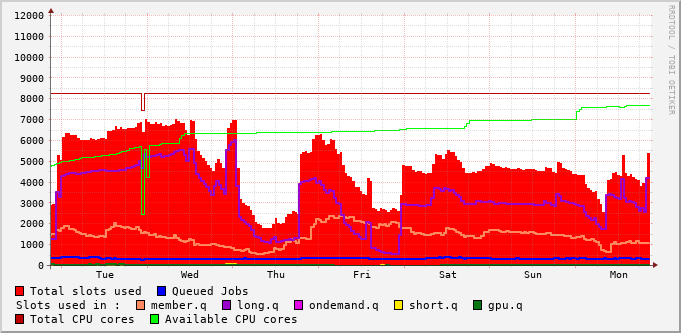 12000
11000
10000
9000
8000
7000
6000
5000
4000
3000
2000
1000
0
Tue Wed Thu Fri Sat Sun Mon
RRDTOOL / TOBI OETIKER
Total slots used Queued Jobs
Slots used in : member.q long.q ondemand.q short.q gpu.q
Total CPU cores Available CPU cores